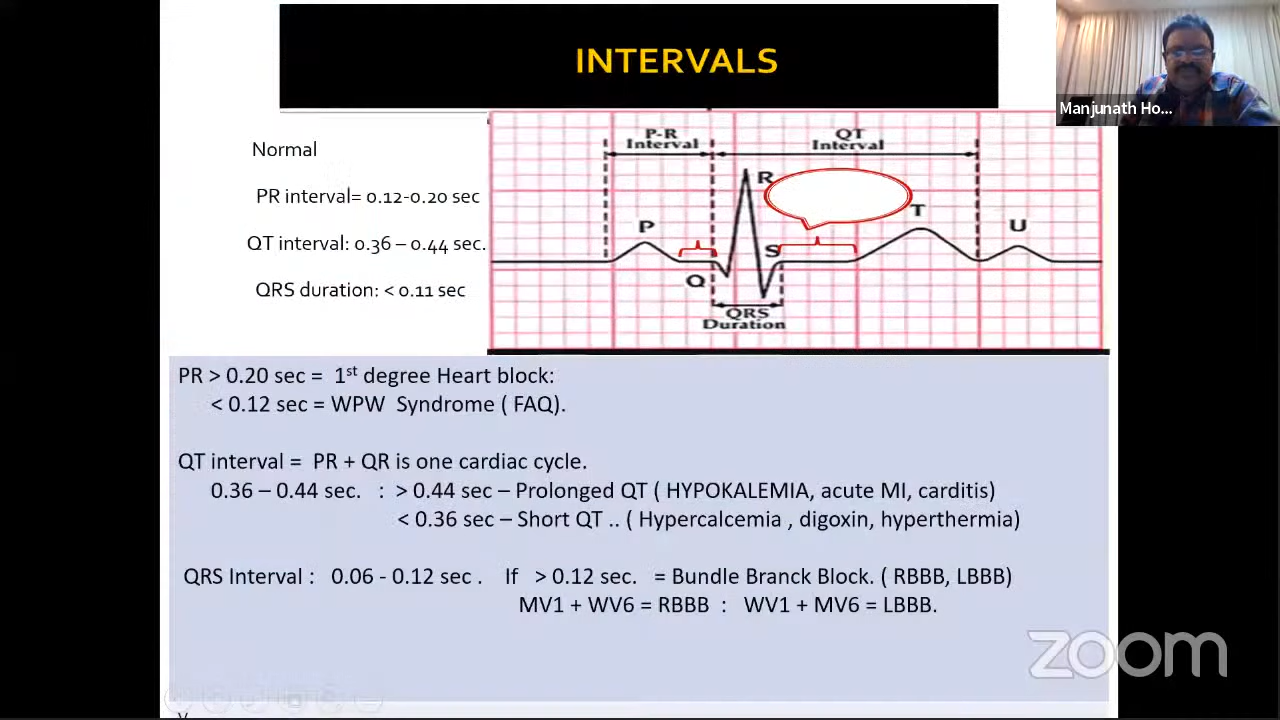 INTERVALS
Manjunath Ho...
Normal
PR interval= 0.12-0.20 sec
QT interval: 0.36 – 0.44 sec.
QRS duration: < 0.11 sec
P-R
Interval
QT
Interval
R
P
T
U
S
Q
QRS
Duration
PR > 0.20 sec = 1st degree Heart block:
< 0.12 sec = WPW Syndrome ( FAQ).
QT interval = PR + QR is one cardiac cycle.
0.36 – 0.44 sec. : > 0.44 sec – Prolonged QT ( HYPOKALEMIA, acute MI, carditis)
< 0.36 sec – Short QT .. ( Hypercalcemia , digoxin, hyperthermia)
QRS Interval : 0.06 - 0.12 sec . If > 0.12 sec. = Bundle Branck Block. ( RBBB, LBBB)
MV1 + WV6 = RBBB : WV1 + MV6 = LBBB.
zoom